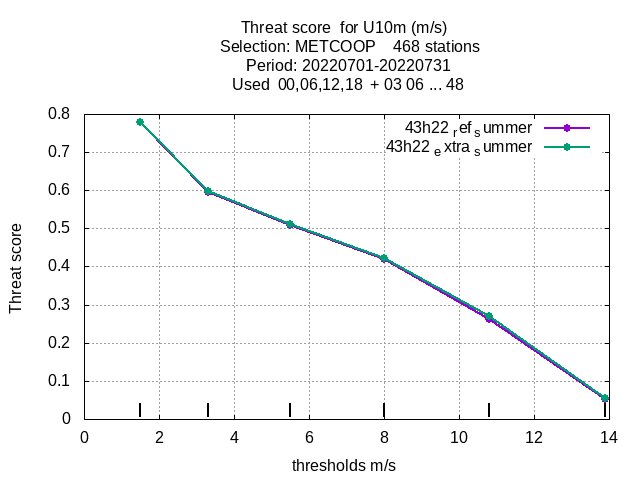 Threat score  for U10m (m/s)
Selection: METCOOP    468 stations
Period: 20220701-20220731
Used  00,06,12,18  + 03 06 ... 48
43h22 ref summer
43h22 extra summer
0.8
0.7
0.6
0.5
0.4
0.3
0.2
0.1
0
Threat score
0 2 4 6 8 10 12 14
thresholds m/s